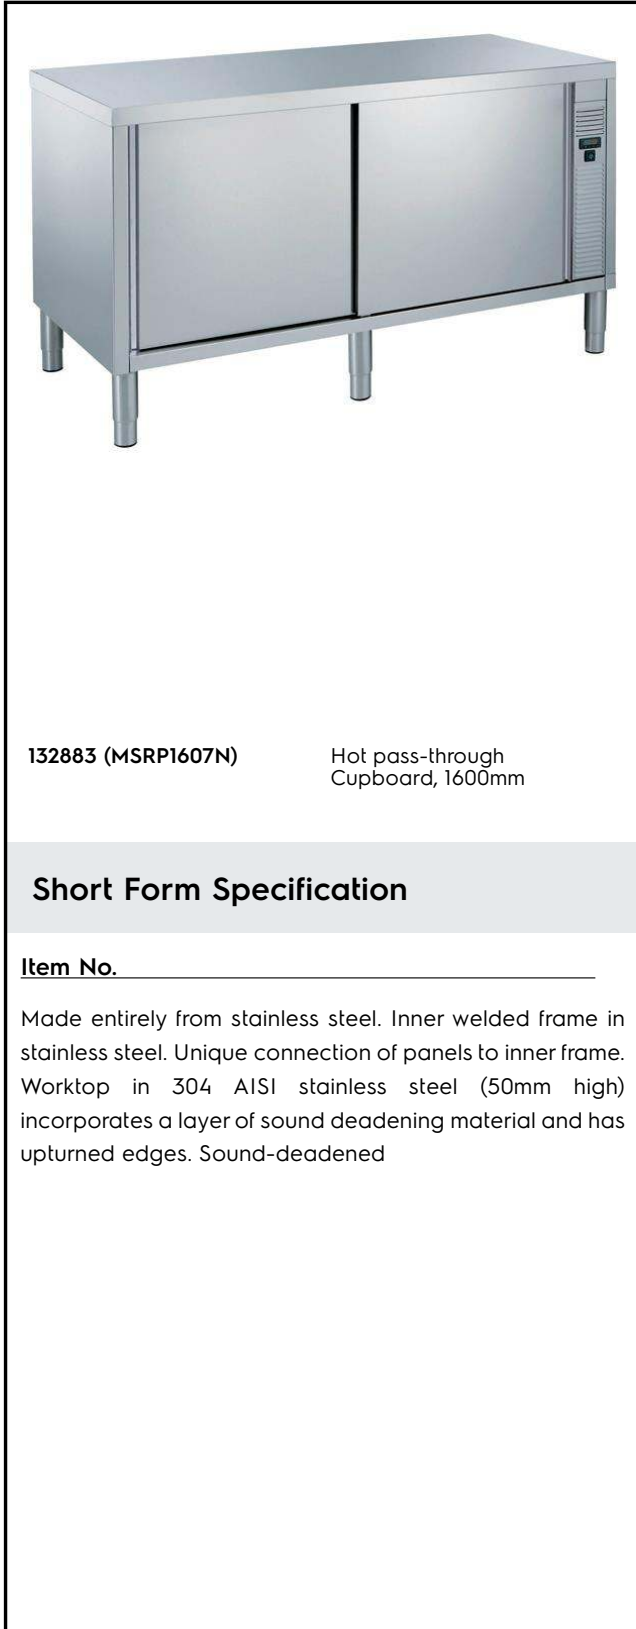 132883 (MSRP1607N)
Hot pass-through
Cupboard, 1600mm
Short Form Specification
Item No.
Made entirely from stainless steel. Inner welded frame in
stainless steel. Unique connection of panels to inner frame.
Worktop in 304 AISI stainless steel (50mm high)
incorporates a layer of sound deadening material and has
upturned edges. Sound-deadened